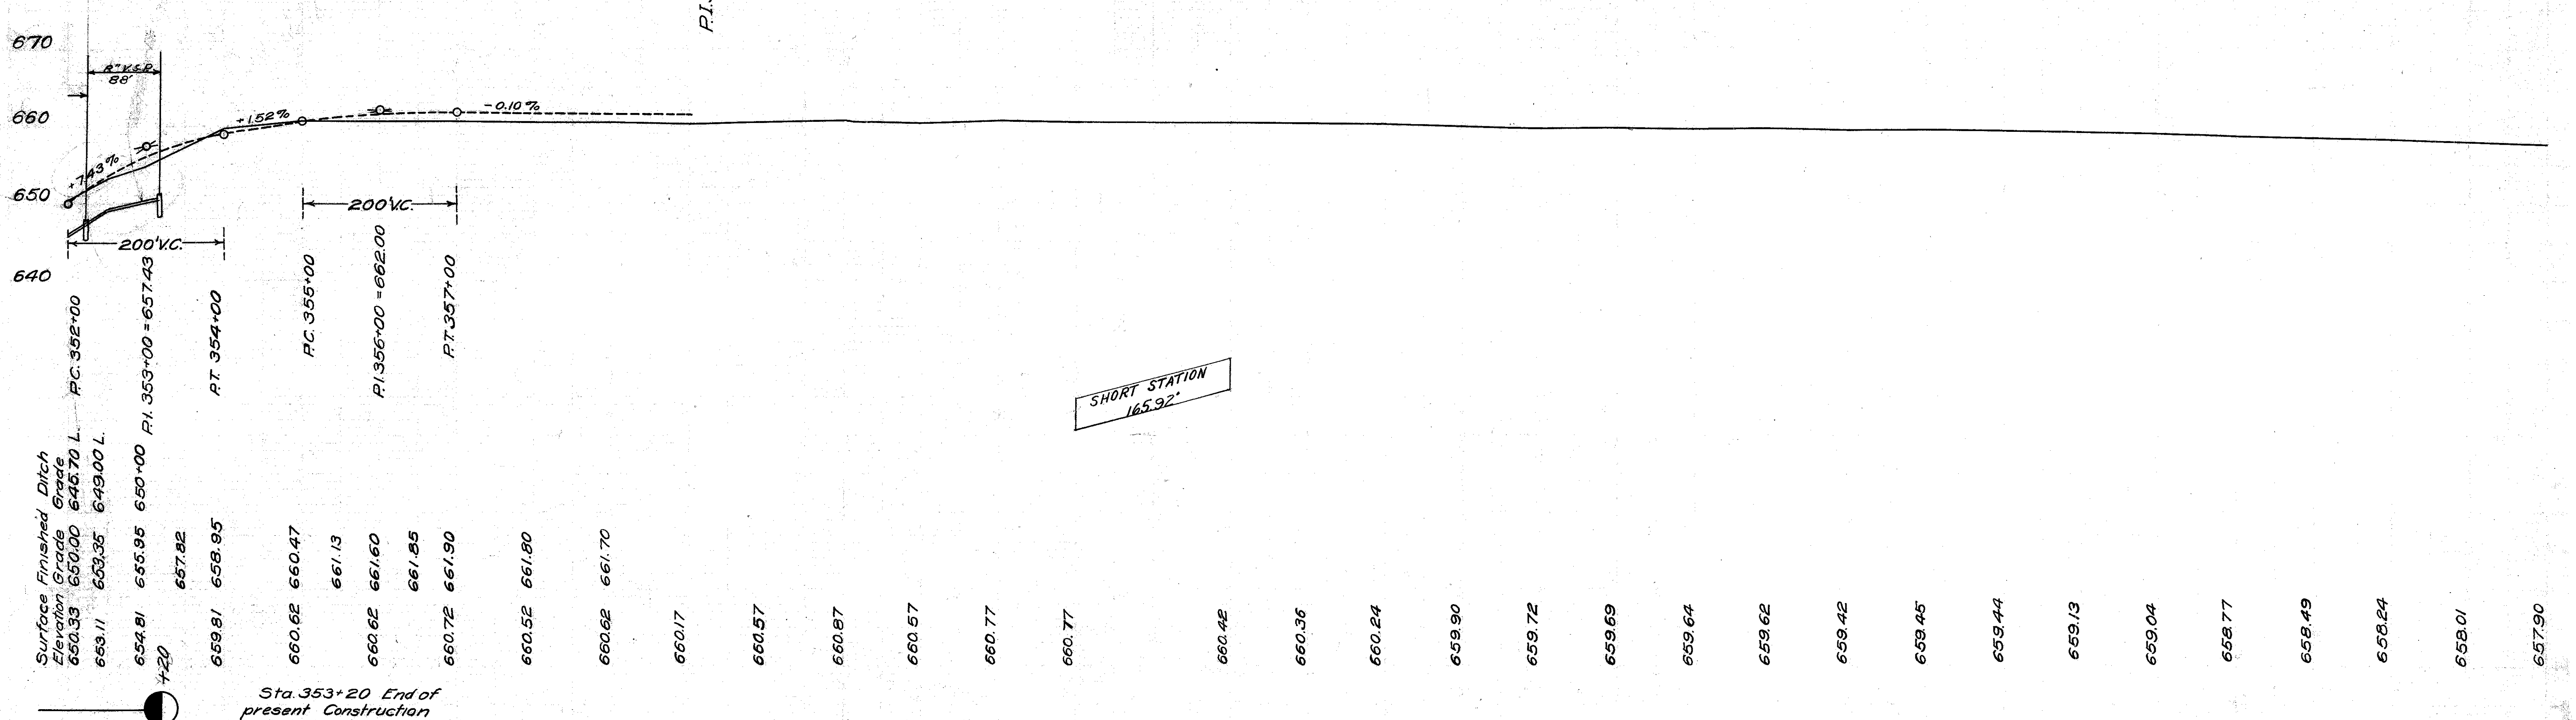 P.I.
670
R" V.S.P.
88'
660
+7.43%
+1.52%
-0.10%
650
200' V.C.
200' V.C.
640
P.C. 352+00
P.I. 353+00 = 657.43
P.T. 354+00
P.C. 355+00
P.I. 356+00 = 662.00
P.T. 357+00
SHORT STATION
165.92'
Surface Finished Ditch
Elevation Grade Grade
650.33 650.00 645.70 L.
653.11 653.35 649.00 L.
654.81 655.95 650+00
657.82
659.81 658.95
660.62 660.47
661.13
660.62 661.60
661.85
660.72 661.90
660.52 661.80
660.62 661.70
660.17
660.57
660.87
660.57
660.77
660.77
660.42
660.36
660.24
659.90
659.72
659.69
659.64
659.62
659.42
659.45
659.44
659.13
659.04
658.77
658.49
658.24
658.01
657.90
+20
Sta. 353+20 End of
present Construction